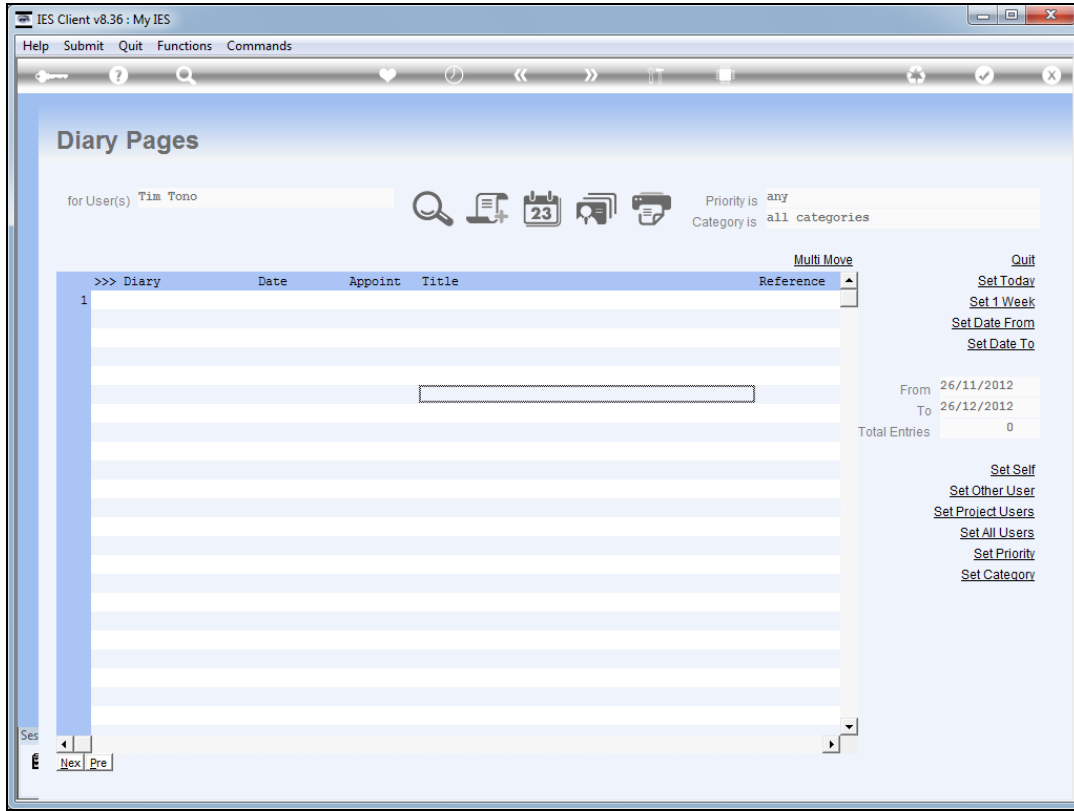 IES Client v8.36 : My IES
Help Submit Quit Functions Commands
Diary Pages
for User(s) Tim Tono
23
Priority is any
Category is all categories
Multi Move
Quit
>>> Diary Date Appoint Title Reference
Set Today
1
Set 1 Week
Set Date From
Set Date To
From 26/11/2012
To 26/12/2012
Total Entries 0
Set Self
Set Other User
Set Project Users
Set All Users
Set Priority
Set Category
Ses
Nex Pre